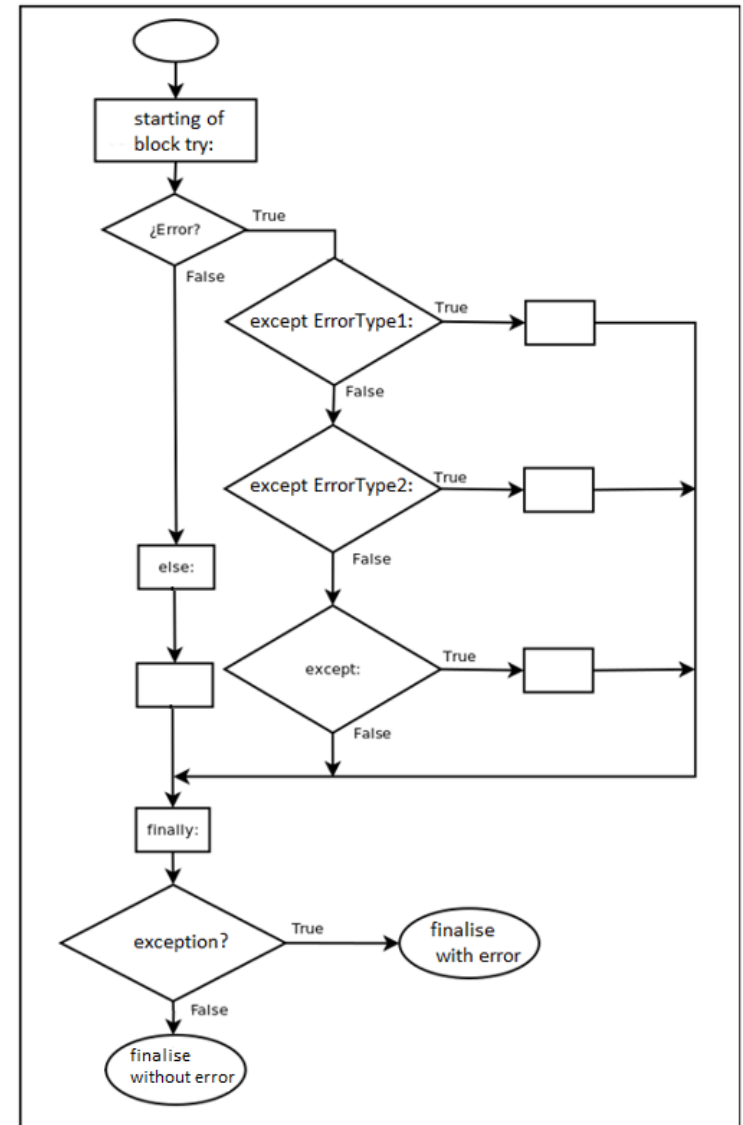 starting of
block try:
¿Error?
True
False
except ErrorType1:
True
False
except ErrorType2:
True
False
else:
except:
True
False
finally:
exception?
True
finalise
with error
False
finalise
without error